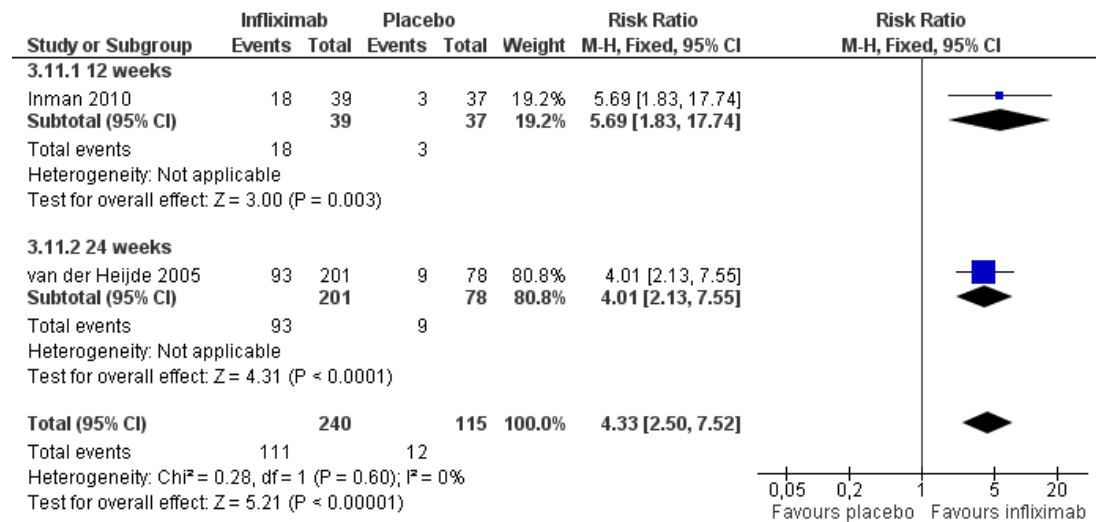 Infliximab Placebo Risk Ratio Risk Ratio
Study or Subgroup Events Total Events Total Weight M-H, Fixed, 95% CI M-H, Fixed, 95% CI
3.11.1 12 weeks
Inman 2010 18 39 3 37 19.2% 5.69 [1.83, 17.74]
Subtotal (95% CI) 39 37 19.2% 5.69 [1.83, 17.74]
Total events 18 3
Heterogeneity: Not applicable
Test for overall effect: Z = 3.00 (P = 0.003)
3.11.2 24 weeks
van der Heijde 2005 93 201 9 78 80.8% 4.01 [2.13, 7.55]
Subtotal (95% CI) 201 78 80.8% 4.01 [2.13, 7.55]
Total events 93 9
Heterogeneity: Not applicable
Test for overall effect: Z = 4.31 (P < 0.0001)
Total (95% CI) 240 115 100.0% 4.33 [2.50, 7.52]
Total events 111 12
Heterogeneity: Chi² = 0.28, df = 1 (P = 0.60); I² = 0%
Test for overall effect: Z = 5.21 (P < 0.00001)
0,05 0,2 1 5 20
Favours placebo Favours infliximab